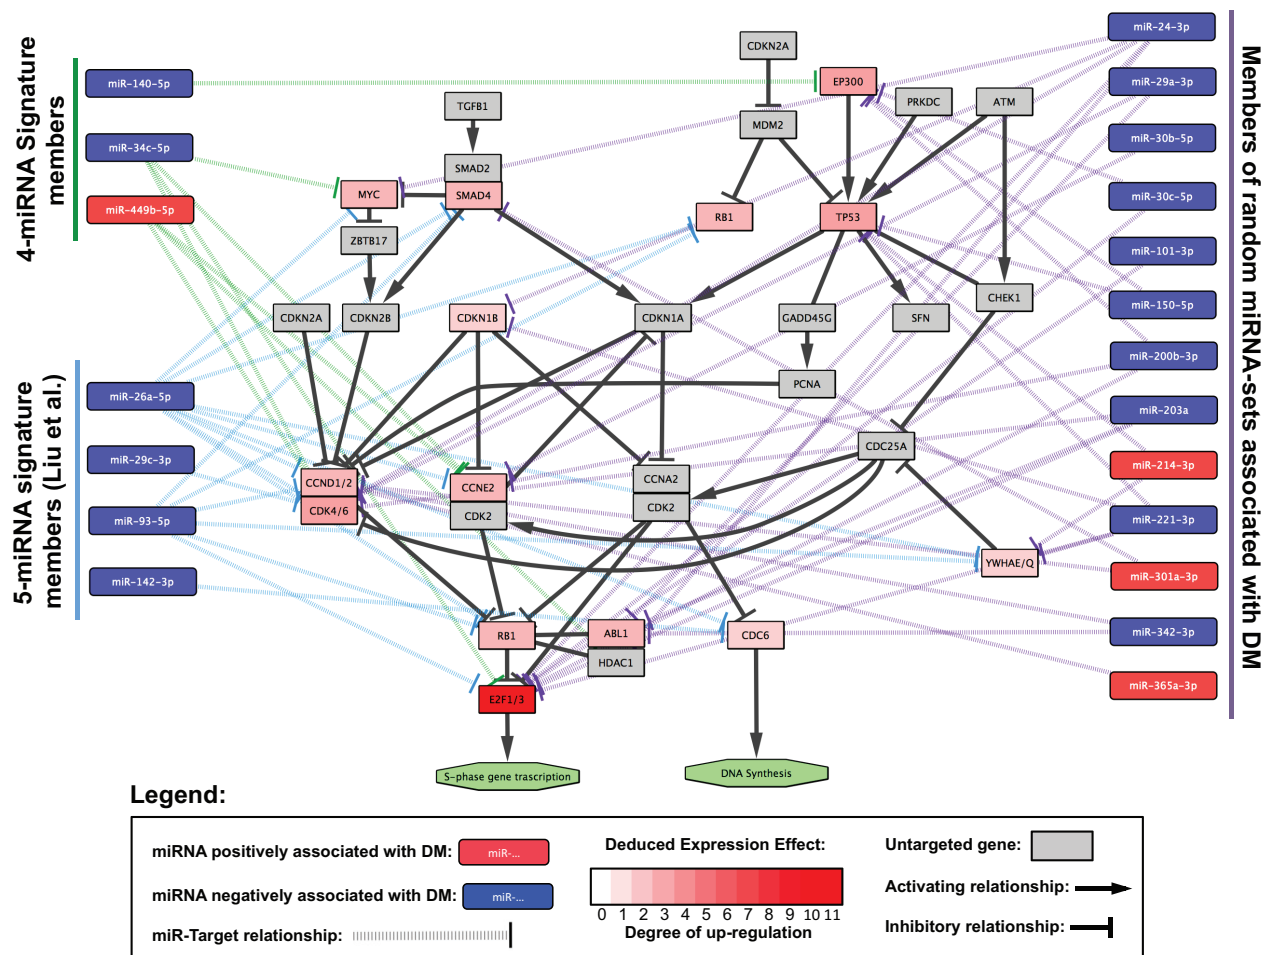 4-miRNA Signature
members
5-miRNA signature
members (Liu et al.)
Members of random miRNA-sets associated with DM
miR-140-5p
miR-34c-5p
miR-449b-5p
miR-26a-5p
miR-29c-3p
miR-93-5p
miR-142-3p
miR-24-3p
miR-29a-3p
miR-30b-5p
miR-30c-5p
miR-101-3p
miR-150-5p
miR-200b-3p
miR-203a
miR-214-3p
miR-221-3p
miR-301a-3p
miR-342-3p
miR-365a-3p
CDKN2A
EP300
PRKDC
ATM
TGFB1
MDM2
SMAD2
MYC
SMAD4
RB1
TP53
ZBTB17
CHEK1
CDKN2A
CDKN2B
CDKN1B
CDKN1A
GADD45G
SFN
PCNA
CDC25A
CCND1/2
CDK4/6
CCNE2
CDK2
CCNA2
CDK2
YWHAE/Q
RB1
ABL1
HDAC1
CDC6
E2F1/3
S-phase gene trascription
DNA Synthesis
Legend:
miRNA positively associated with DM:
miR-...
miRNA negatively associated with DM:
miR-...
miR-Target relationship:
Deduced Expression Effect:
0 1 2 3 4 5 6 7 8 9 10 11
Degree of up-regulation
Untargeted gene:
Activating relationship:
Inhibitory relationship: